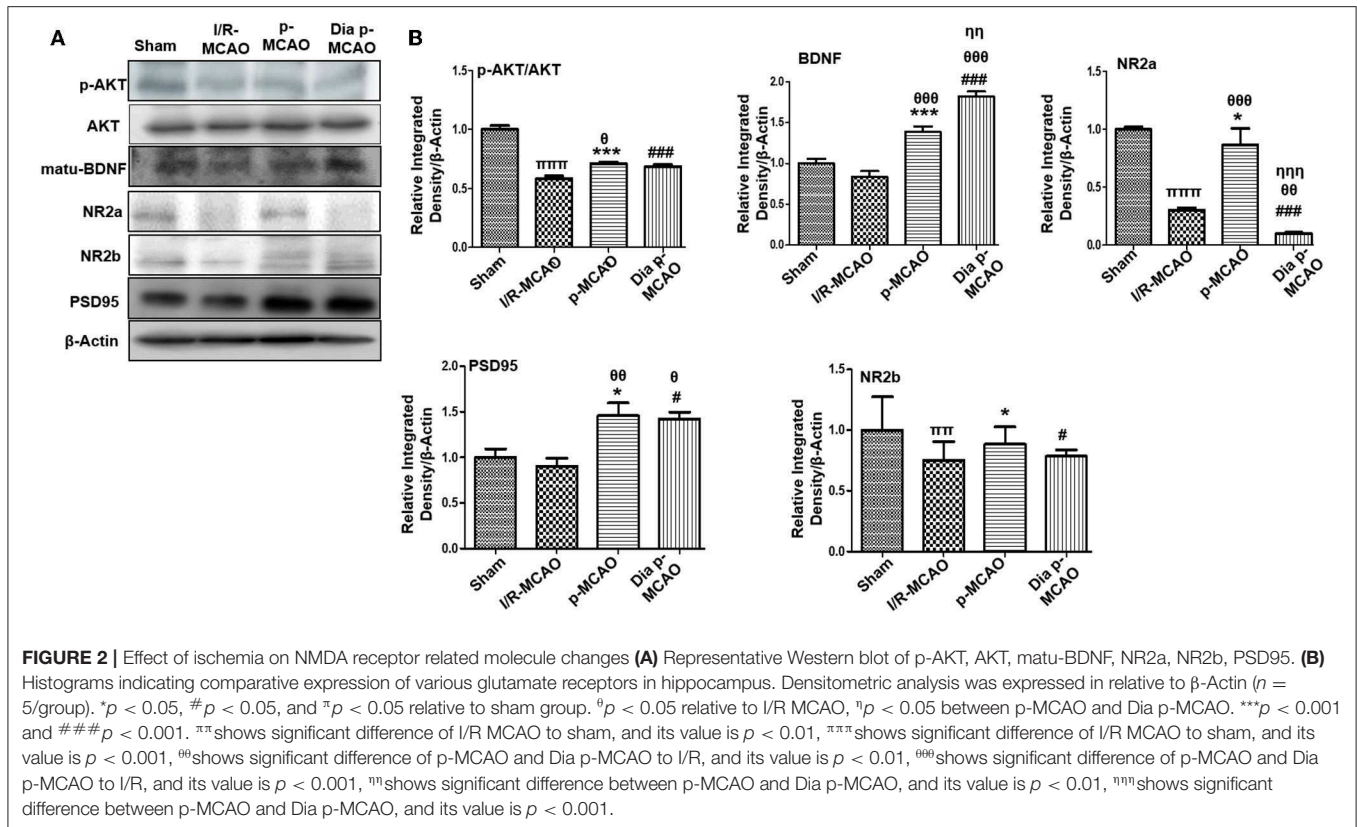 A
Sham
I/R-
MCAO
p-
MCAO
Dia p-
MCAO
p-AKT
AKT
matu-BDNF
NR2a
NR2b
PSD95
β-Actin
B
p-AKT/AKT
Relative Integrated
Density/β-Actin
1.5
1.0
0.5
0.0
πππ
θ
***
###
Sham
I/R-MCAO
p-MCAO
Dia p-
MCAO
BDNF
Relative Integrated
Density/β-Actin
2.0
1.5
1.0
0.5
0.0
θθθ
***
ηη
θθθ
###
Sham
I/R-MCAO
p-MCAO
Dia p-
MCAO
NR2a
Relative Integrated
Density/β-Actin
1.5
1.0
0.5
0.0
πππ
θθθ
*
ηηη
θθ
###
Sham
I/R-MCAO
p-MCAO
Dia p-
MCAO
PSD95
Relative Integrated
Density/β-Actin
2.0
1.5
1.0
0.5
0.0
θθ
*
θ
#
Sham
I/R-MCAO
p-MCAO
Dia p-
MCAO
NR2b
Relative Integrated
Density/β-Actin
1.5
1.0
0.5
0.0
ππ
*
#
Sham
I/R-MCAO
p-MCAO
Dia p-
MCAO
FIGURE 2 | Effect of ischemia on NMDA receptor related molecule changes (A) Representative Western blot of p-AKT, AKT, matu-BDNF, NR2a, NR2b, PSD95. (B)
Histograms indicating comparative expression of various glutamate receptors in hippocampus. Densitometric analysis was expressed in relative to β-Actin (n =
5/group). *p < 0.05, #p < 0.05, and πp < 0.05 relative to sham group. θp < 0.05 relative to I/R MCAO, ηp < 0.05 between p-MCAO and Dia p-MCAO. ***p < 0.001
and ###p < 0.001. ππshows significant difference of I/R MCAO to sham, and its value is p < 0.01, πππshows significant difference of I/R MCAO to sham, and its
value is p < 0.001, θθshows significant difference of p-MCAO and Dia p-MCAO to I/R, and its value is p < 0.01, θθθshows significant difference of p-MCAO and Dia
p-MCAO to I/R, and its value is p < 0.001, ηηshows significant difference between p-MCAO and Dia p-MCAO, and its value is p < 0.01, ηηηshows significant
difference between p-MCAO and Dia p-MCAO, and its value is p < 0.001.